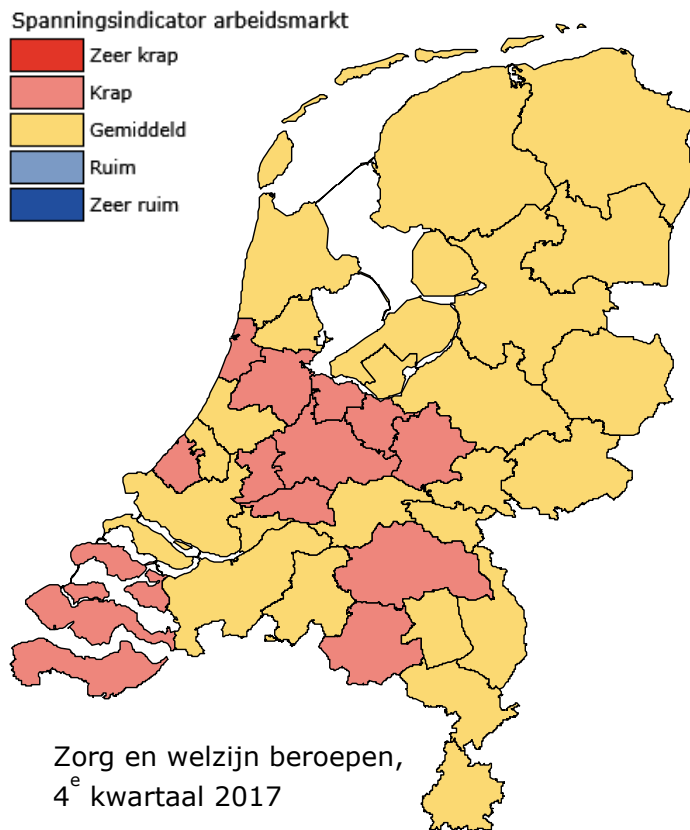 Spanningsindicator arbeidsmarkt
Zeer krap
Krap
Gemiddeld
Ruim
Zeer ruim
Zorg en welzijn beroepen,
4e kwartaal 2017